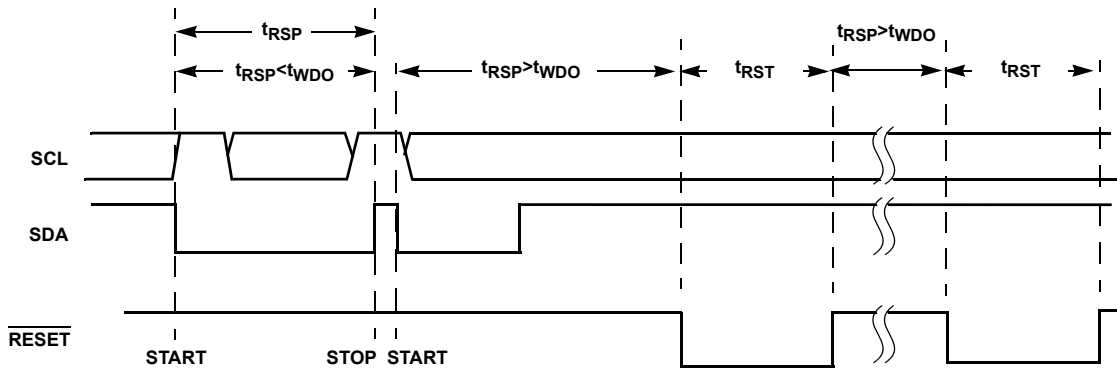 tRSP
tRSP<tWDO
tRSP>tWDO
tRST
tRSP>tWDO
tRST
SCL
SDA
RESET
START
STOP
START